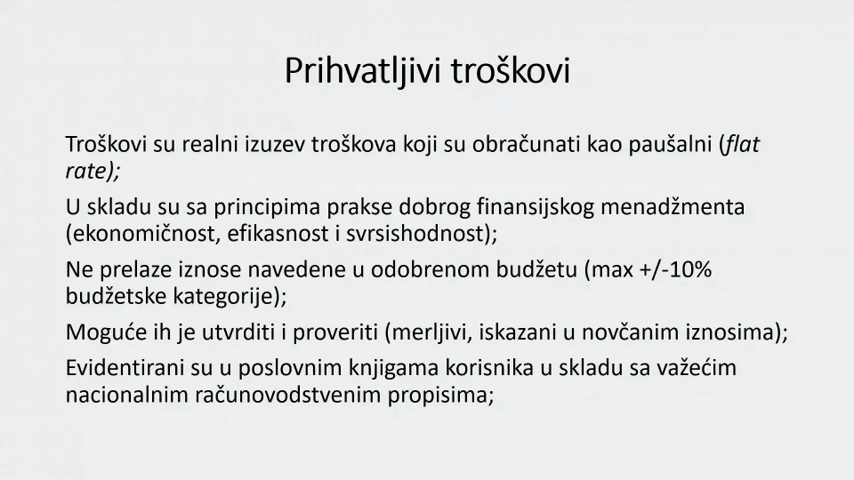 Prihvatljivi troškovi
Troškovi su realni izuzev troškova koji su obračunati kao paušalni (flat
rate);
U skladu su sa principima prakse dobrog finansijskog menadžmenta
(ekonomičnost, efikasnost i svrsishodnost);
Ne prelaze iznose navedene u odobrenom budžetu (max +/-10%
budžetske kategorije);
Moguće ih je utvrditi i proveriti (merljivi, iskazani u novčanim iznosima);
Evidentirani su u poslovnim knjigama korisnika u skladu sa važećim
nacionalnim računovodstvenim propisima;